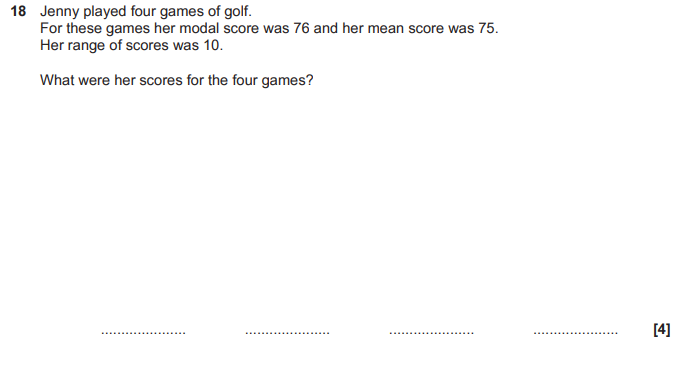 18 Jenny played four games of golf.
For these games her modal score was 76 and her mean score was 75.
Her range of scores was 10.
What were her scores for the four games?
..................... ..................... ..................... ..................... [4]